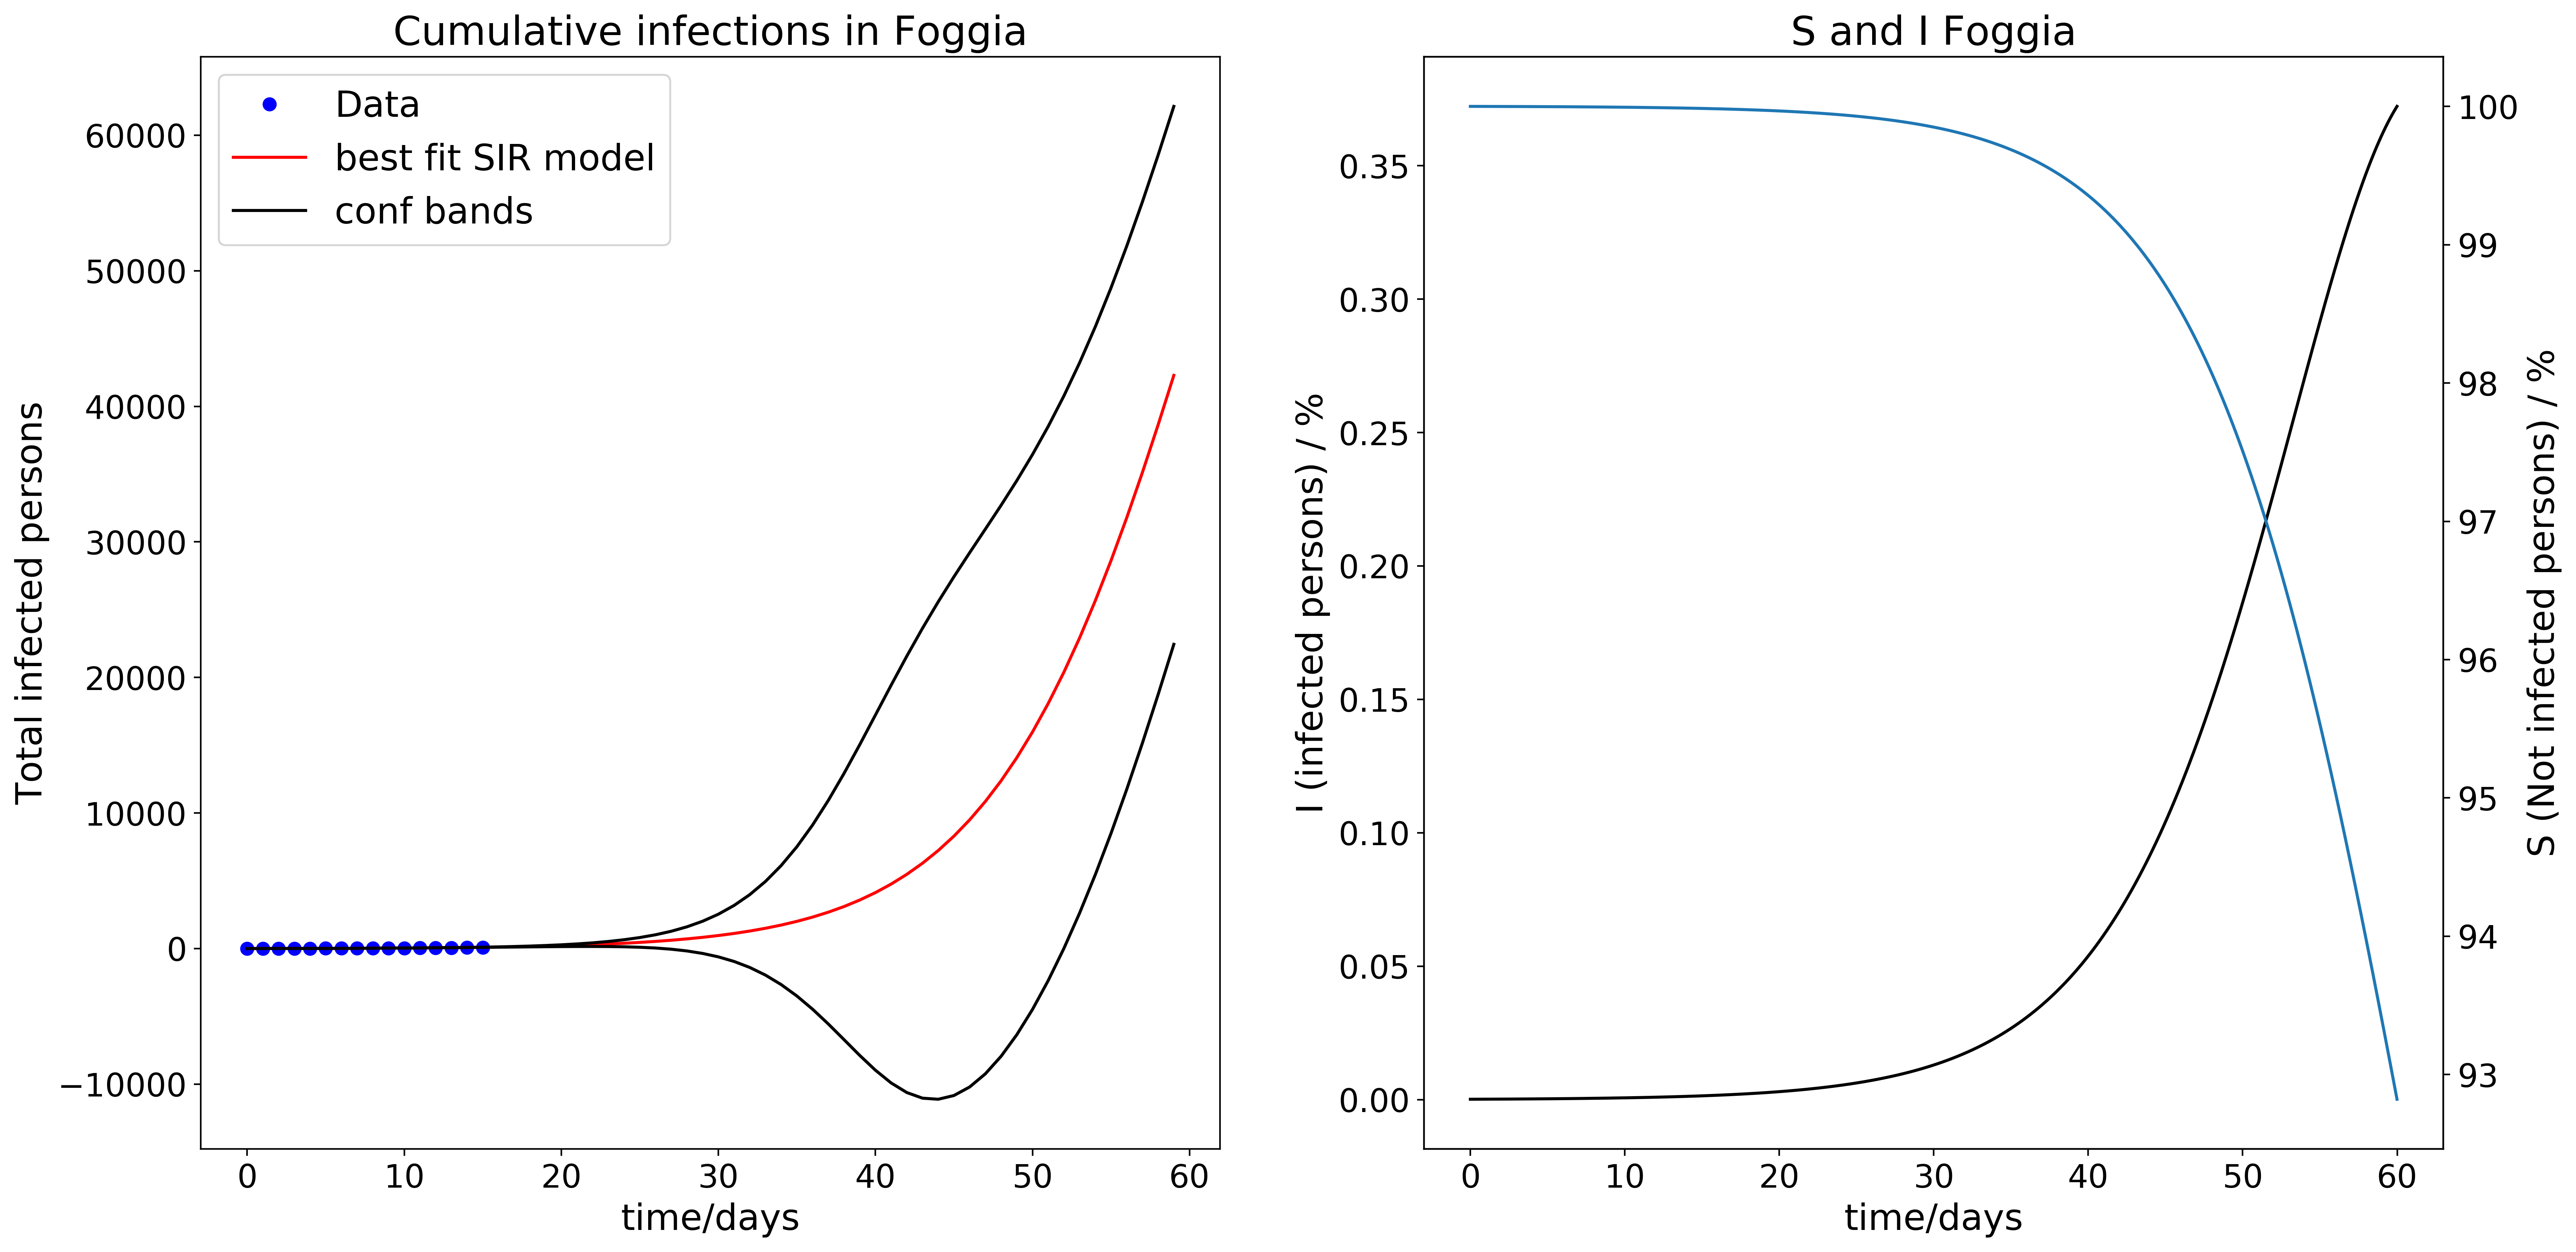 Cumulative infections in Foggia
Data
best fit SIR model
conf bands
Total infected persons
60000
50000
40000
30000
20000
10000
0
−10000
0 10 20 30 40 50 60
time/days
S and I Foggia
I (infected persons) / %
0.35
0.30
0.25
0.20
0.15
0.10
0.05
0.00
0 10 20 30 40 50 60
time/days
100
99
98
97
96
95
94
93
S (Not infected persons) / %